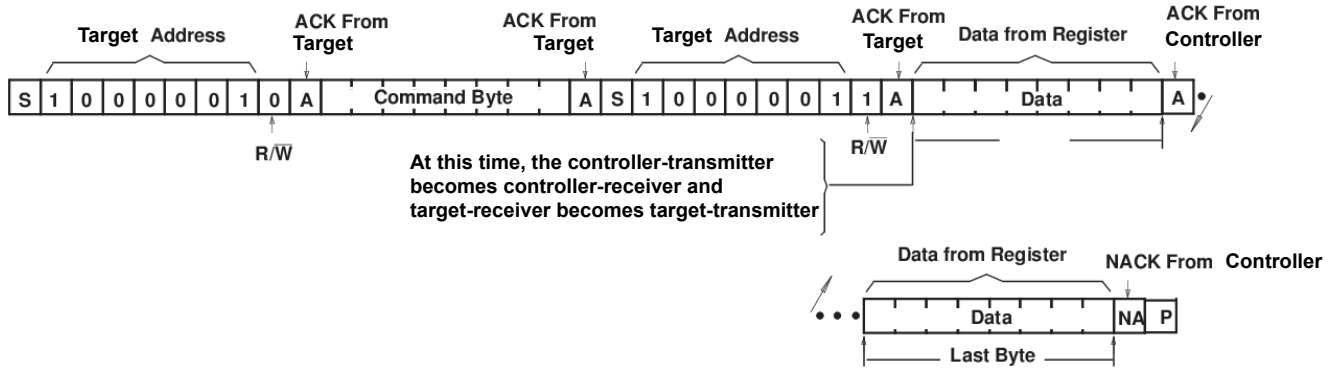 Target Address
ACK From
Target
ACK From
Target
Target Address
ACK From
Target
Data from Register
ACK From
Controller
S 1 0 0 0 0 0 1 0 A Command Byte A S 1 0 0 0 0 0 1 1 A Data A
R/W̅
R/W̅
At this time, the controller-transmitter
becomes controller-receiver and
target-receiver becomes target-transmitter
Data from Register
NACK From Controller
Data NA P
Last Byte